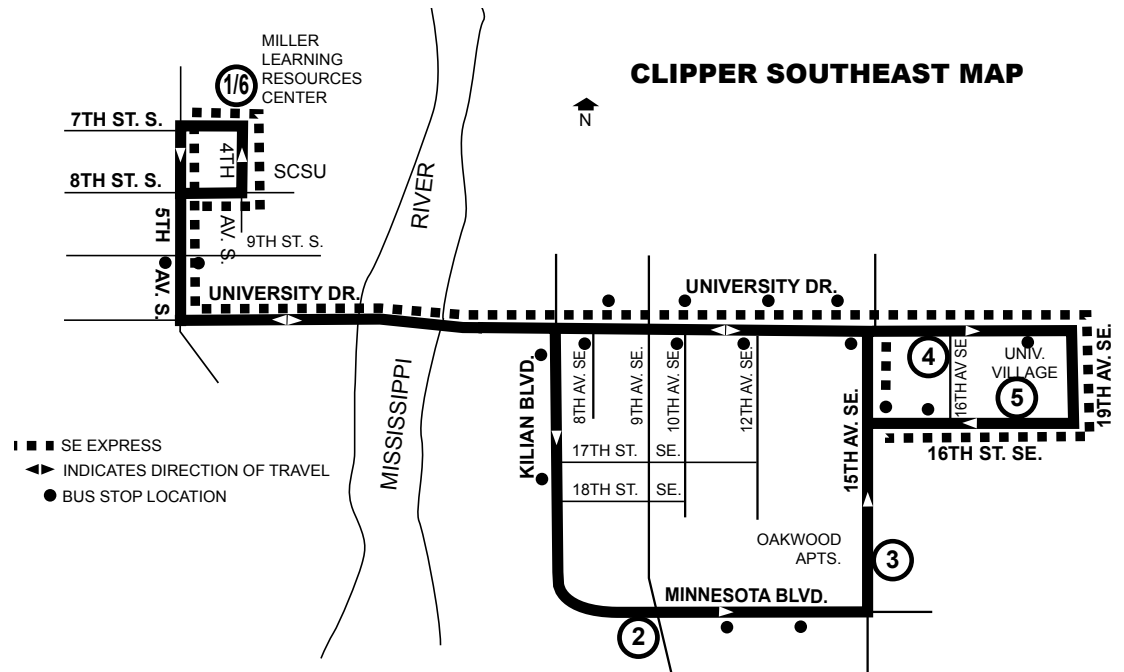 MILLER
LEARNING
RESOURCES
CENTER
1/6
CLIPPER SOUTHEAST MAP
N
7TH ST. S.
4TH
AV. S.
SCSU
8TH ST. S.
5TH
AV. S.
9TH ST. S.
RIVER
MISSISSIPPI
UNIVERSITY DR.
UNIVERSITY DR.
KILIAN BLVD.
8TH AV. SE.
9TH AV. SE.
10TH AV. SE.
12TH AV. SE.
15TH AV. SE.
4
16TH AV SE
UNIV.
VILLAGE
5
19TH AV. SE.
16TH ST. SE.
17TH ST. SE.
18TH ST. SE.
SE EXPRESS
INDICATES DIRECTION OF TRAVEL
BUS STOP LOCATION
OAKWOOD
APTS.
3
MINNESOTA BLVD.
2